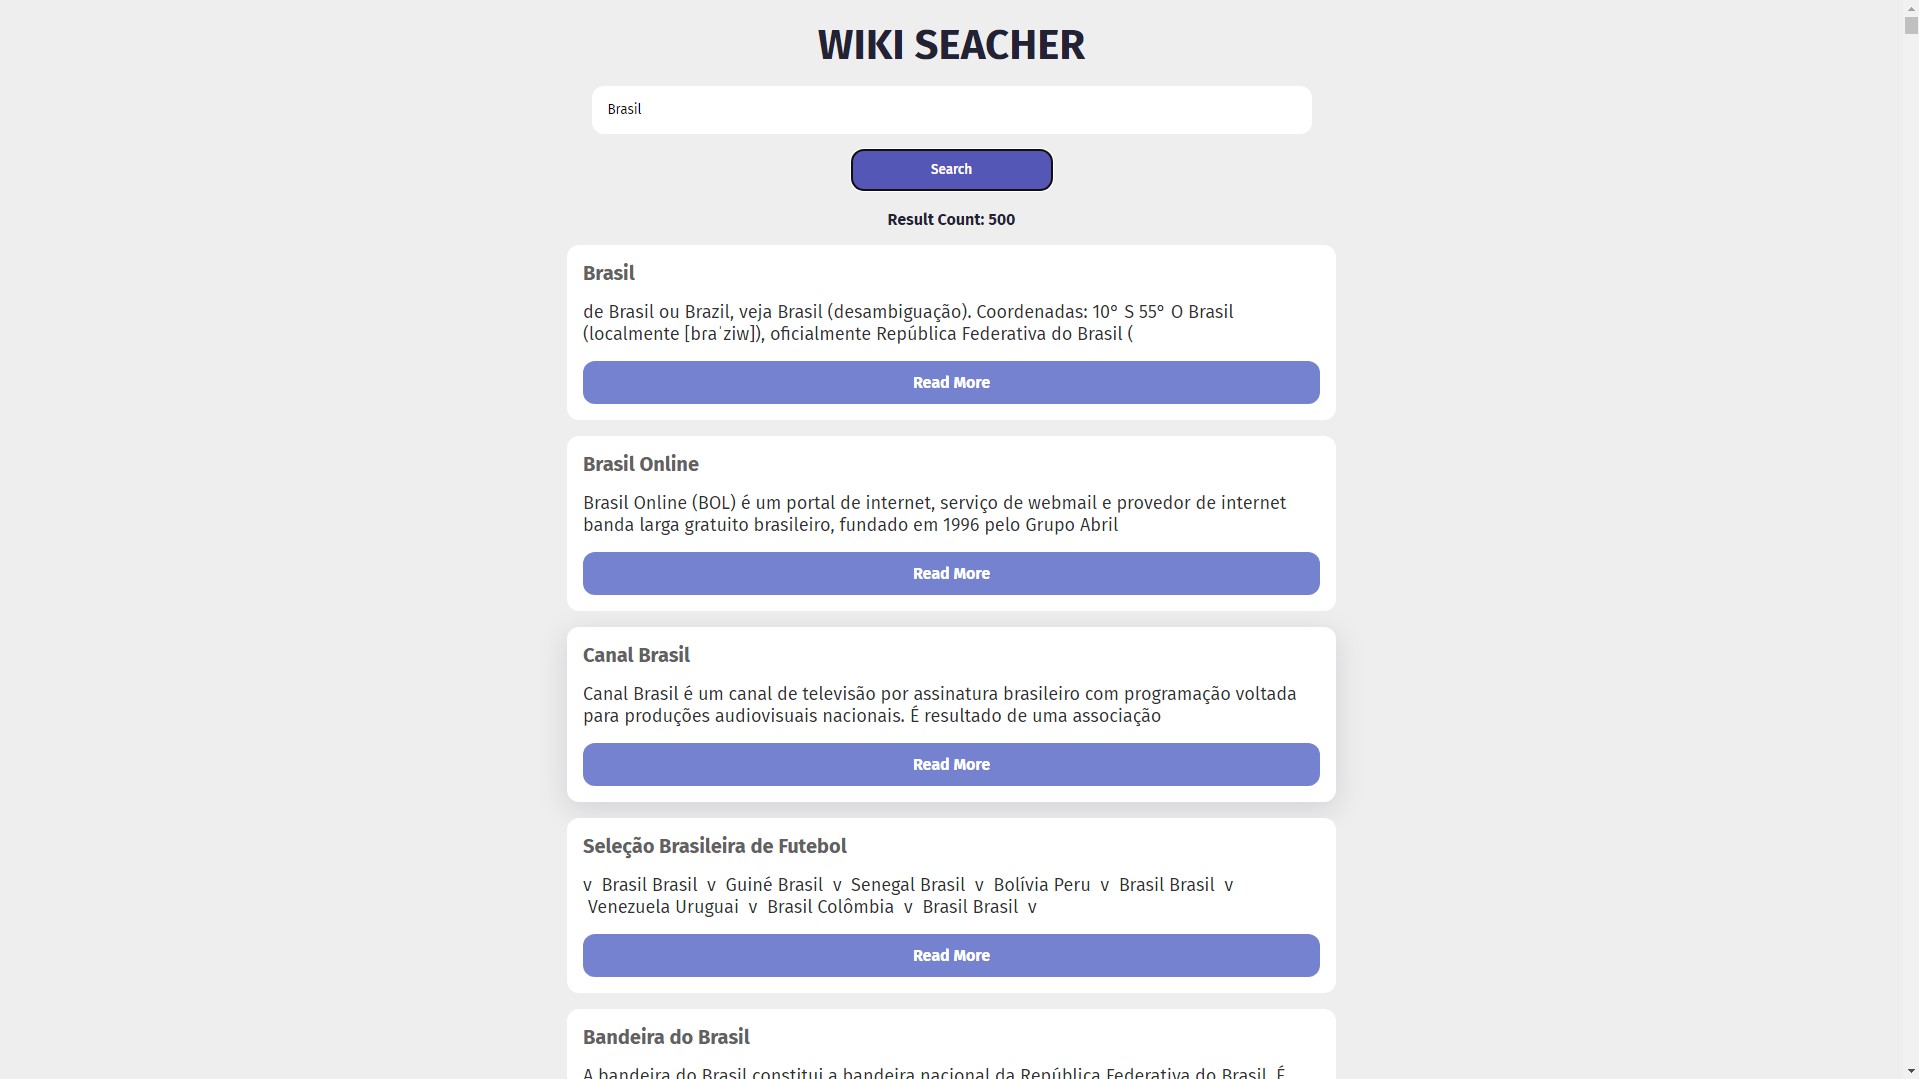 WIKI SEACHER
Brasil
Search
Result Count: 500
Brasil
de Brasil ou Brazil, veja Brasil (desambiguação). Coordenadas: 10° S 55° O Brasil
(localmente [bɾaˈziw]), oficialmente República Federativa do Brasil (
Read More
Brasil Online
Brasil Online (BOL) é um portal de internet, serviço de webmail e provedor de internet
banda larga gratuito brasileiro, fundado em 1996 pelo Grupo Abril
Read More
Canal Brasil
Canal Brasil é um canal de televisão por assinatura brasileiro com programação voltada
para produções audiovisuais nacionais. É resultado de uma associação
Read More
Seleção Brasileira de Futebol
v  Brasil Brasil  v  Guiné Brasil  v  Senegal Brasil  v  Bolívia Peru  v  Brasil Brasil  v
Venezuela Uruguai  v  Brasil Colômbia  v  Brasil Brasil  v
Read More
Bandeira do Brasil
A bandeira do Brasil constitui a bandeira nacional da República Federativa do Brasil. É